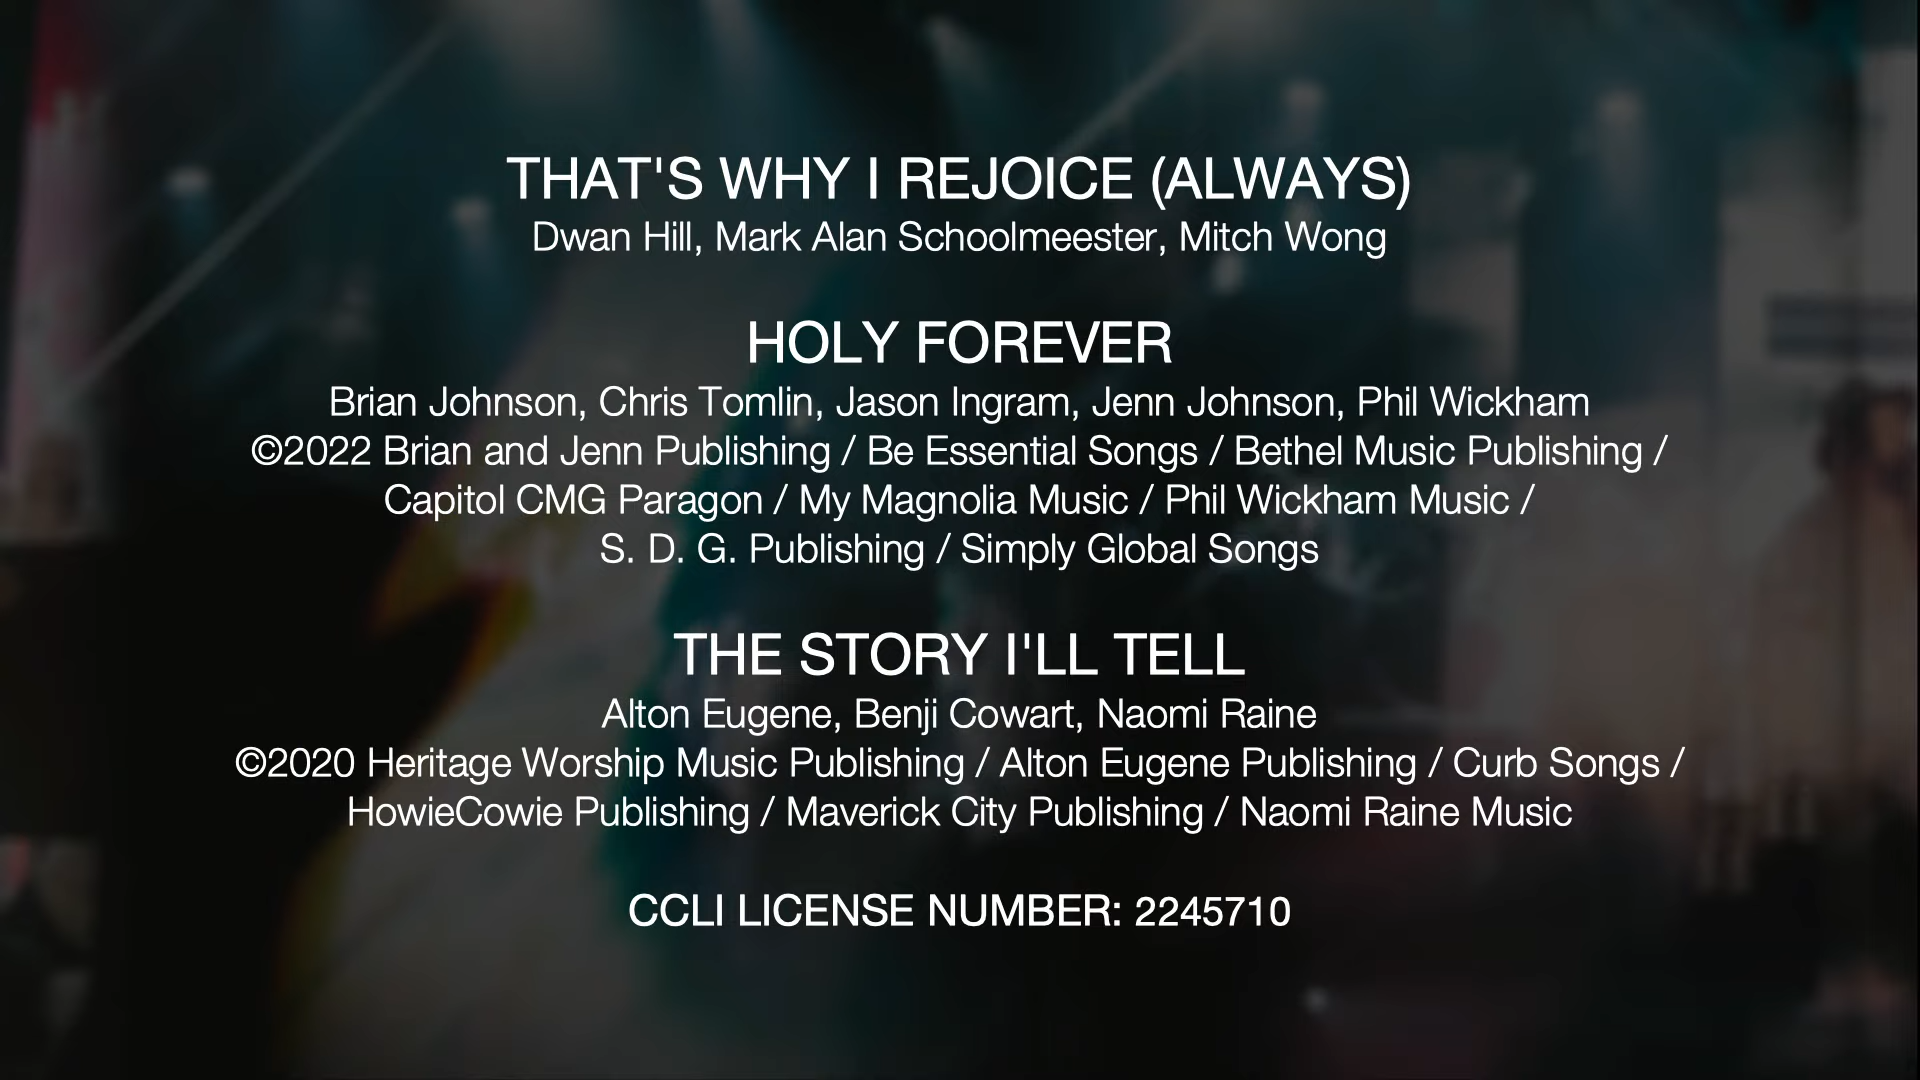 THAT'S WHY I REJOICE (ALWAYS)
Dwan Hill, Mark Alan Schoolmeester, Mitch Wong
HOLY FOREVER
Brian Johnson, Chris Tomlin, Jason Ingram, Jenn Johnson, Phil Wickham
©2022 Brian and Jenn Publishing / Be Essential Songs / Bethel Music Publishing /
Capitol CMG Paragon / My Magnolia Music / Phil Wickham Music /
S. D. G. Publishing / Simply Global Songs
THE STORY I'LL TELL
Alton Eugene, Benji Cowart, Naomi Raine
©2020 Heritage Worship Music Publishing / Alton Eugene Publishing / Curb Songs /
HowieCowie Publishing / Maverick City Publishing / Naomi Raine Music
CCLI LICENSE NUMBER: 2245710